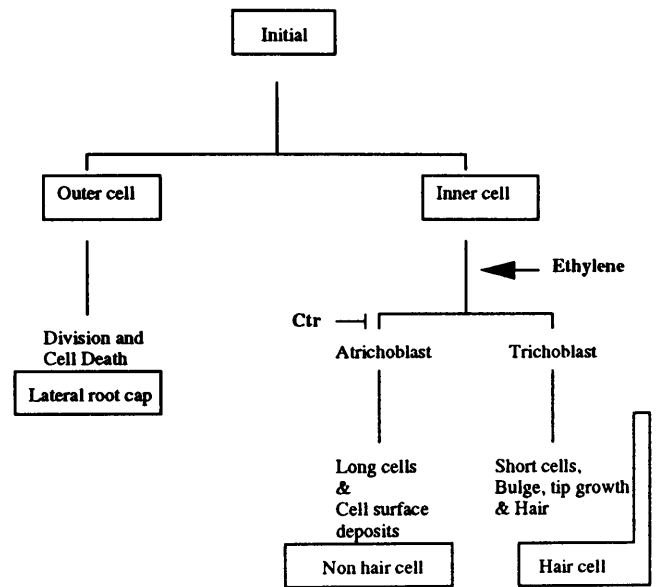 Initial
Outer cell
Inner cell
Ethylene
Ctr
Division and
Cell Death
Lateral root cap
Atrichoblast
Trichoblast
Long cells
&
Cell surface
deposits
Non hair cell
Short cells,
Bulge, tip growth
& Hair
Hair cell